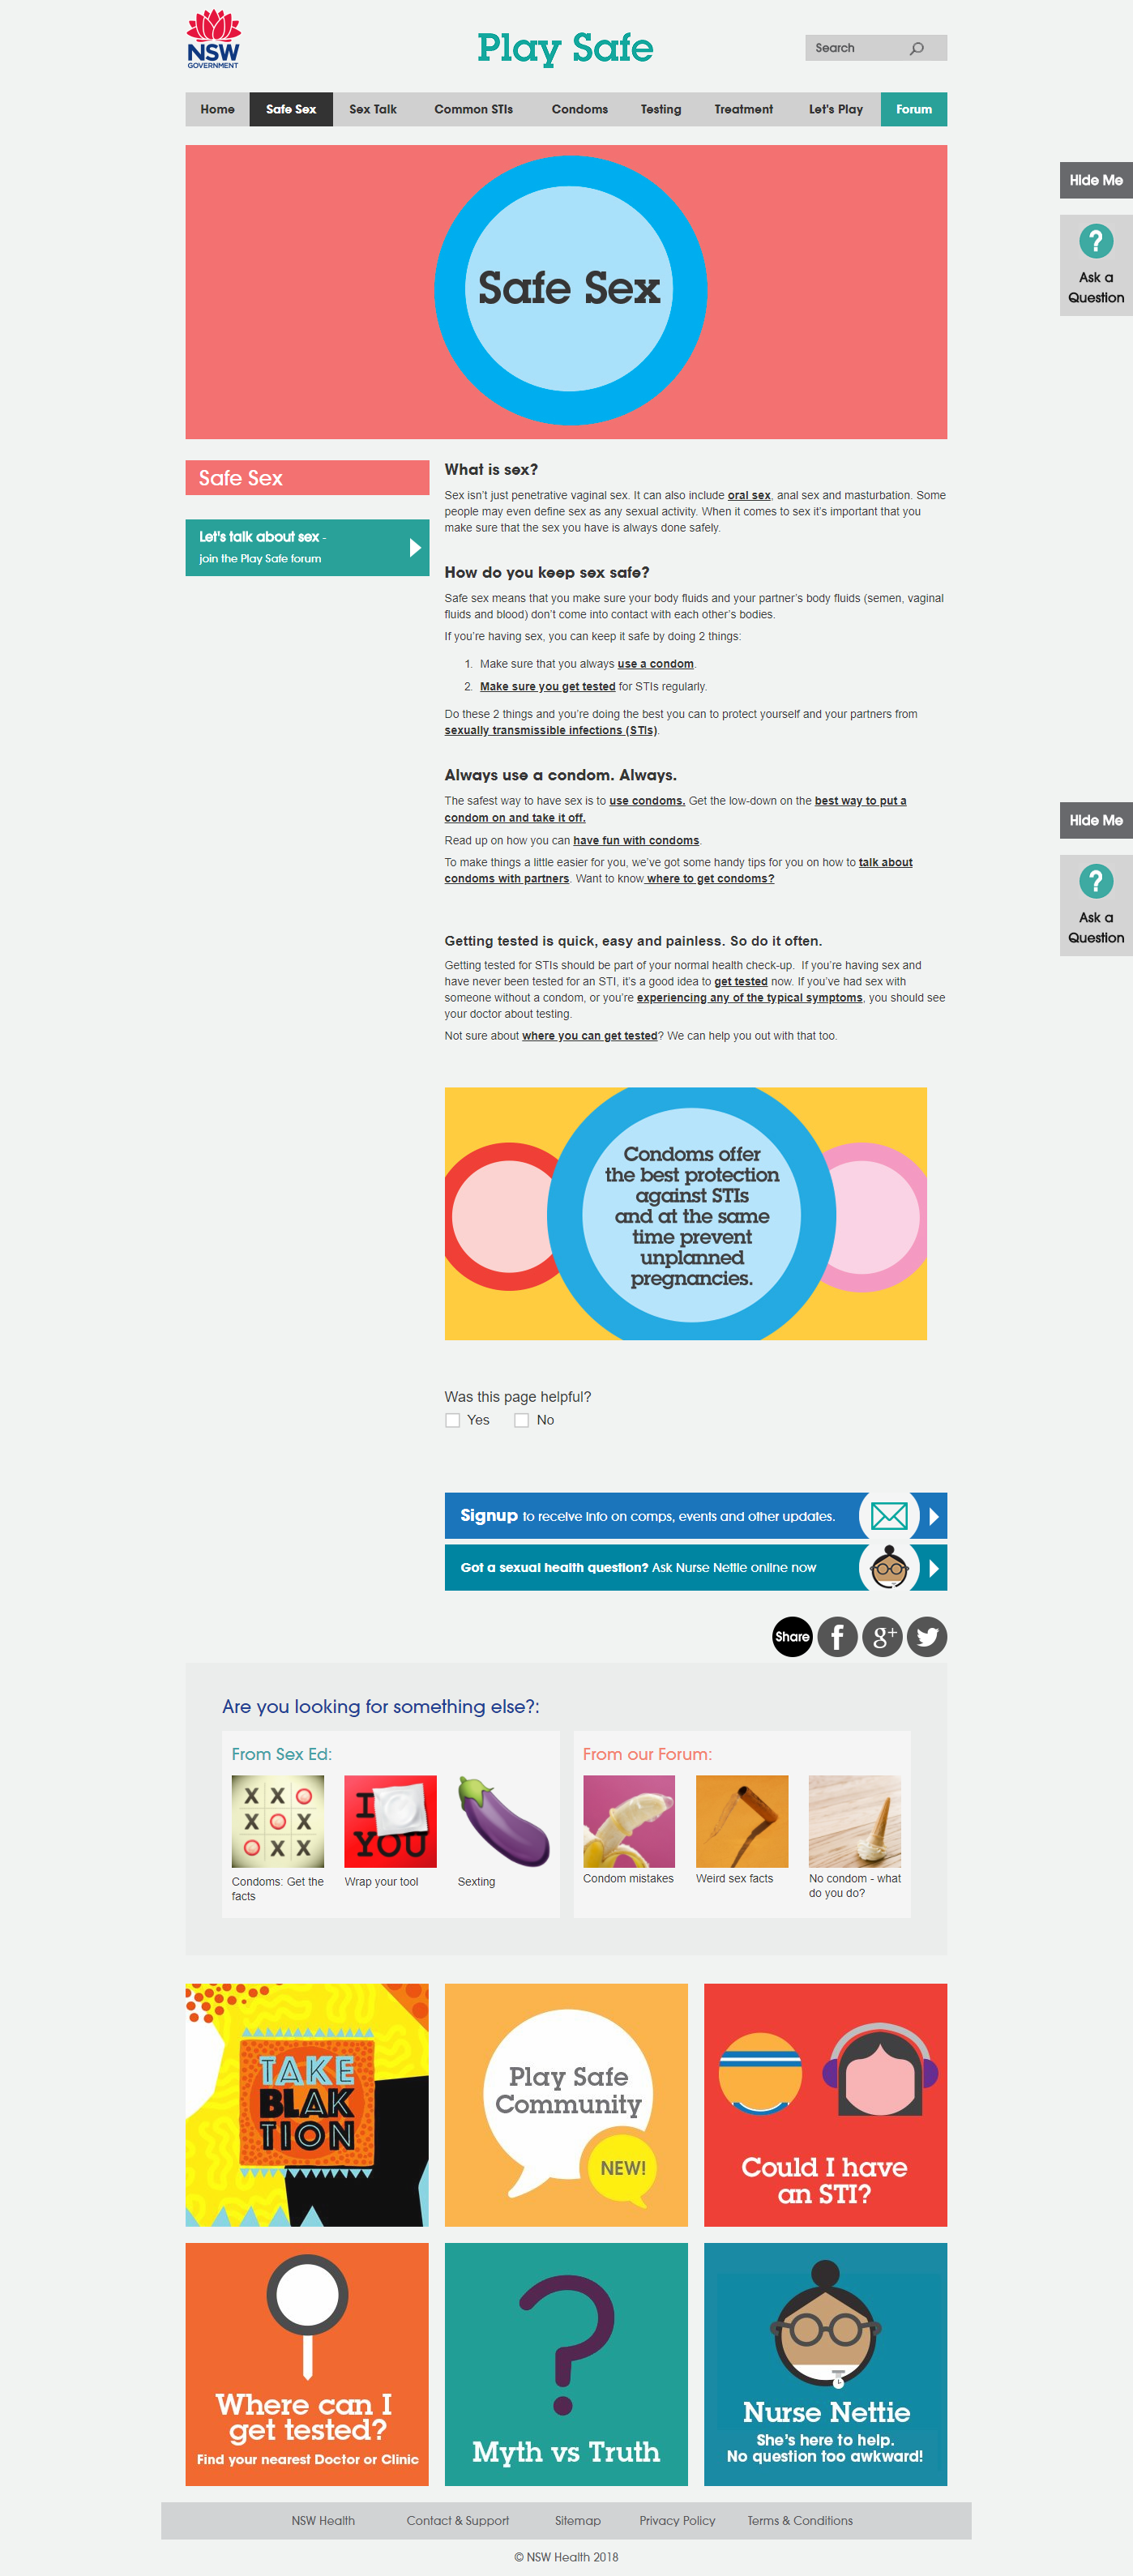 NSW
GOVERNMENT
Play Safe
Search
Home
Safe Sex
Sex Talk
Common STIs
Condoms
Testing
Treatment
Let's Play
Forum
Hide Me
?
Ask a
Question
Safe Sex
Safe Sex
Let's talk about sex -
join the Play Safe forum
What is sex?
Sex isn't just penetrative vaginal sex. It can also include oral sex, anal sex and masturbation. Some
people may even define sex as any sexual activity. When it comes to sex it's important that you
make sure that the sex you have is always done safely.
How do you keep sex safe?
Safe sex means that you make sure your body fluids and your partner's body fluids (semen, vaginal
fluids and blood) don't come into contact with each other's bodies.
If you're having sex, you can keep it safe by doing 2 things:
1. Make sure that you always use a condom.
2. Make sure you get tested for STIs regularly.
Do these 2 things and you're doing the best you can to protect yourself and your partners from
sexually transmissible infections (STIs).
Always use a condom. Always.
The safest way to have sex is to use condoms. Get the low-down on the best way to put a
condom on and take it off.
Read up on how you can have fun with condoms.
To make things a little easier for you, we've got some handy tips for you on how to talk about
condoms with partners. Want to know where to get condoms?
Hide Me
?
Ask a
Question
Getting tested is quick, easy and painless. So do it often.
Getting tested for STIs should be part of your normal health check-up. If you're having sex and
have never been tested for an STI, it's a good idea to get tested now. If you've had sex with
someone without a condom, or you're experiencing any of the typical symptoms, you should see
your doctor about testing.
Not sure about where you can get tested? We can help you out with that too.
Condoms offer
the best protection
against STIs
and at the same
time prevent
unplanned
pregnancies.
Was this page helpful?
Yes
No
Signup to receive info on comps, events and other updates.
Got a sexual health question? Ask Nurse Nettie online now
Share
f
g+
Are you looking for something else?:
From Sex Ed:
X X O
X O X
O X X
I
YOU
Condoms: Get the
facts
Wrap your tool
Sexting
From our Forum:
Condom mistakes
Weird sex facts
No condom - what
do you do?
TAKE
BLAK
TION
Play Safe
Community
NEW!
Could I have
an STI?
Where can I
get tested?
Find your nearest Doctor or Clinic
?
Myth vs Truth
Nurse Nettie
She's here to help.
No question too awkward!
NSW Health
Contact & Support
Sitemap
Privacy Policy
Terms & Conditions
© NSW Health 2018